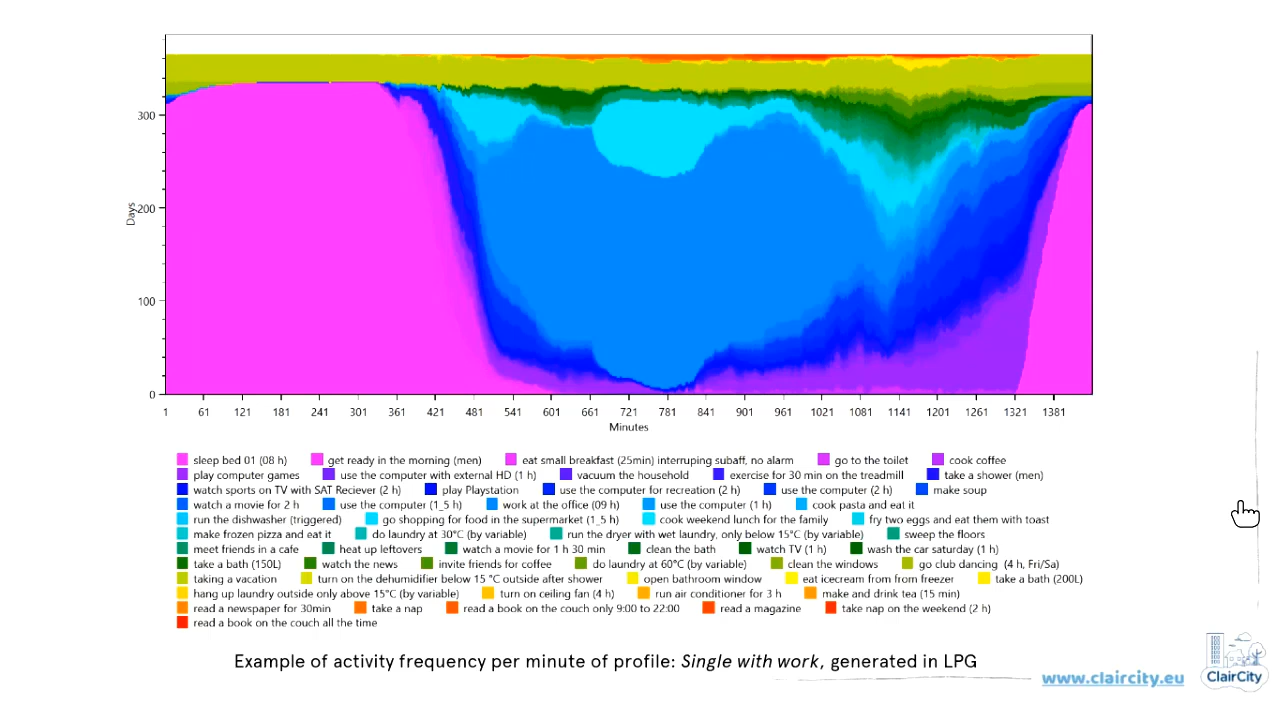 300
200
100
0
Days
1 61 121 181 241 301 361 421 481 541 601 661 721 781 841 901 961 1021 1081 1141 1201 1261 1321 1381
Minutes
sleep bed 01 (08 h) get ready in the morning (men) eat small breakfast (25min) interruping subaff, no alarm go to the toilet cook coffee
play computer games use the computer with external HD (1 h) vacuum the household exercise for 30 min on the treadmill take a shower (men)
watch sports on TV with SAT Reciever (2 h) play Playstation use the computer for recreation (2 h) use the computer (2 h) make soup
watch a movie for 2 h use the computer (1_5 h) work at the office (09 h) use the computer (1 h) cook pasta and eat it
run the dishwasher (triggered) go shopping for food in the supermarket (1_5 h) cook weekend lunch for the family fry two eggs and eat them with toast
make frozen pizza and eat it do laundry at 30°C (by variable) run the dryer with wet laundry, only below 15°C (by variable) sweep the floors
meet friends in a cafe heat up leftovers watch a movie for 1 h 30 min clean the bath watch TV (1 h) wash the car saturday (1 h)
take a bath (150L) watch the news invite friends for coffee do laundry at 60°C (by variable) clean the windows go club dancing (4 h, Fri/Sa)
taking a vacation turn on the dehumidifier below 15 °C outside after shower open bathroom window eat icecream from from freezer take a bath (200L)
hang up laundry outside only above 15°C (by variable) turn on ceiling fan (4 h) run air conditioner for 3 h make and drink tea (15 min)
read a newspaper for 30min take a nap read a book on the couch only 9:00 to 22:00 read a magazine take nap on the weekend (2 h)
read a book on the couch all the time
Example of activity frequency per minute of profile: Single with work, generated in LPG
www.claircity.eu
ClairCity